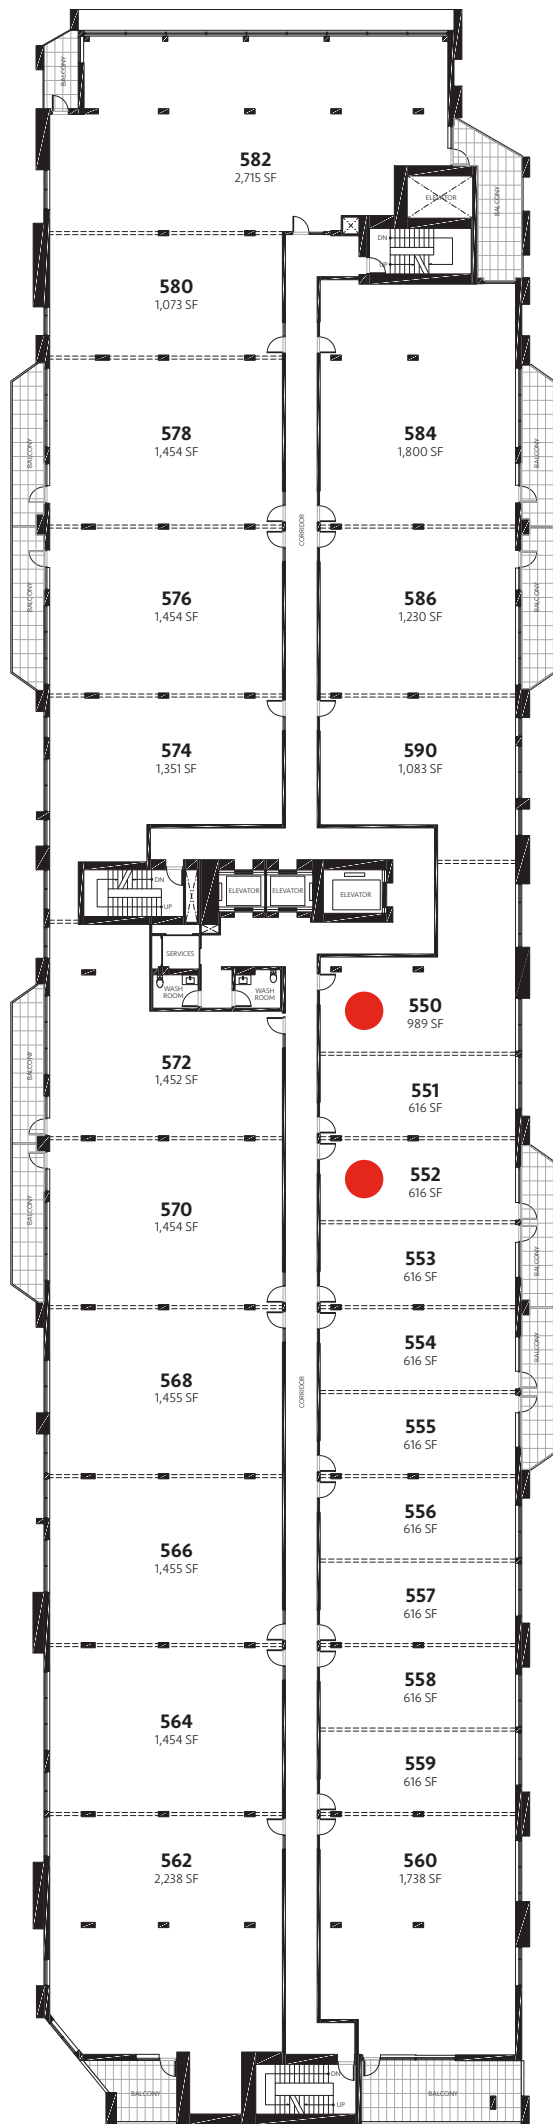 BALCONY
582
2,715 SF
ELEVATOR
BALCONY
DN
UP
580
1,073 SF
578
1,454 SF
584
1,800 SF
BALCONY
BALCONY
CORRIDOR
576
1,454 SF
586
1,230 SF
BALCONY
BALCONY
574
1,351 SF
590
1,083 SF
DN
UP
ELEVATOR
ELEVATOR
ELEVATOR
SERVICES
WASH
ROOM
WASH
ROOM
550
989 SF
572
1,452 SF
BALCONY
551
616 SF
552
616 SF
570
1,454 SF
BALCONY
553
616 SF
BALCONY
554
616 SF
BALCONY
568
1,455 SF
CORRIDOR
555
616 SF
556
616 SF
566
1,455 SF
557
616 SF
558
616 SF
564
1,454 SF
559
616 SF
562
2,238 SF
560
1,738 SF
BALCONY
DN
UP
BALCONY